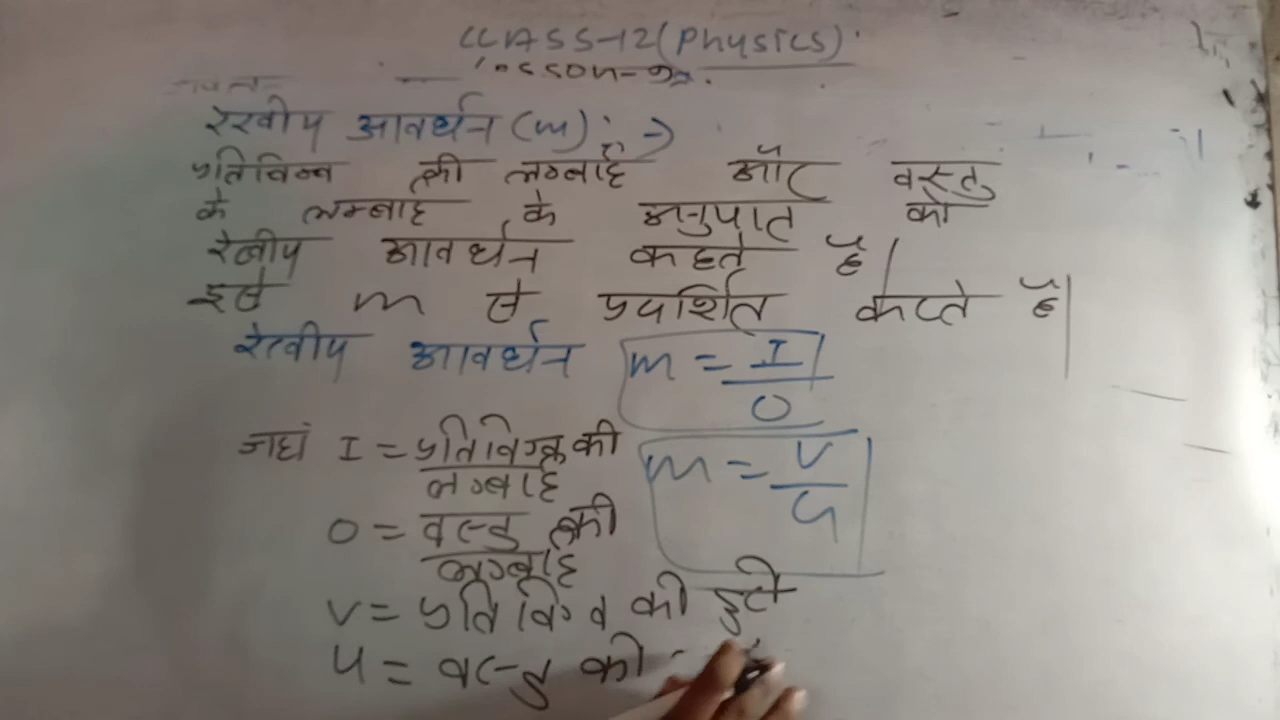 CLASS-12(Physics)
रेखीय आवर्धन (m) :→
प्रतिबिम्ब की लम्बाई और वस्तु
के लम्बाई के अनुपात को
रेखीय आवर्धन कहते हैं।
इसे m से प्रदर्शित करते हैं।
रेखीय आवर्धन m = I/O
m = v/u
जहां I = प्रतिबिम्ब की
लम्बाई
O = वस्तु की
लम्बाई
v = प्रतिबिम्ब की दूरी
u = वस्तु की